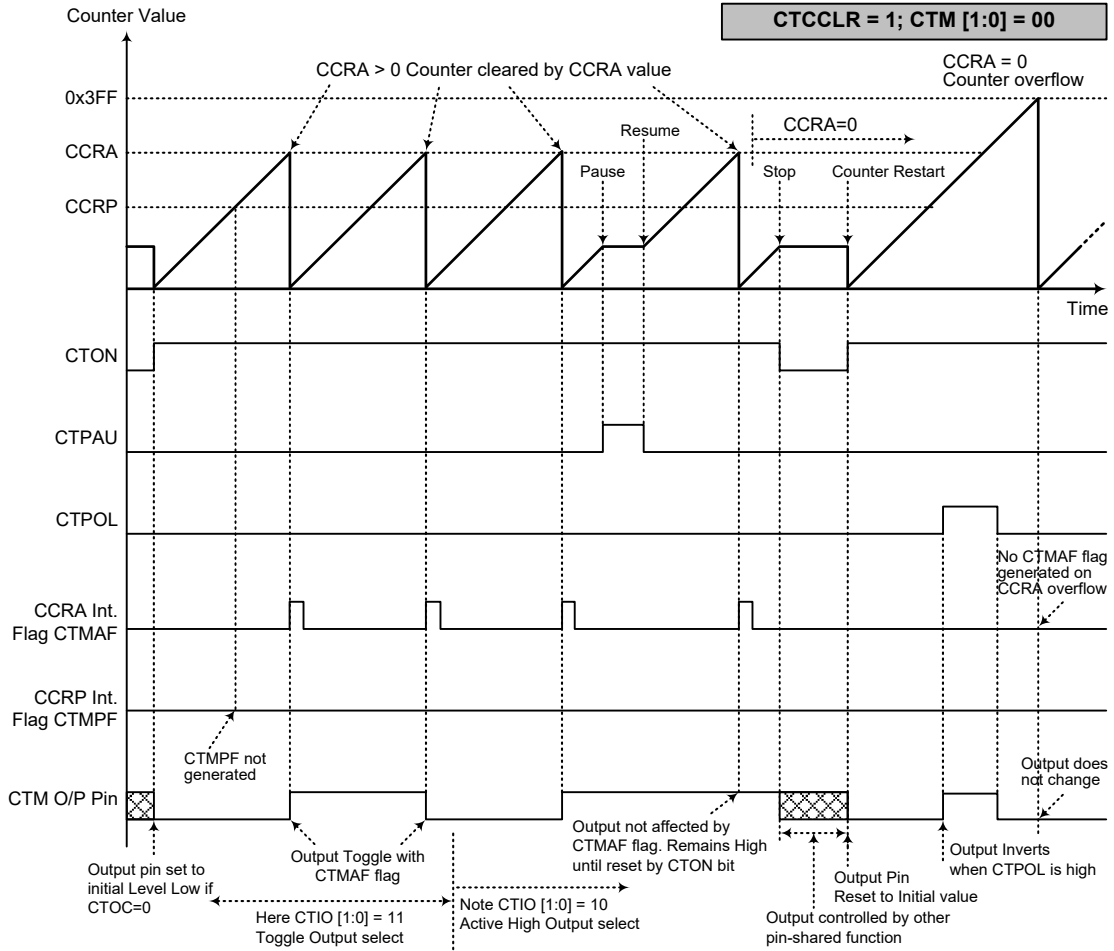 Counter Value
CTCCLR = 1; CTM [1:0] = 00
CCRA > 0 Counter cleared by CCRA value
CCRA = 0
Counter overflow
0x3FF
Resume
CCRA=0
CCRA
Pause
Stop
Counter Restart
CCRP
Time
CTON
CTPAU
CTPOL
No CTMAF flag
generated on
CCRA overflow
CCRA Int.
Flag CTMAF
CCRP Int.
Flag CTMPF
CTMPF not
generated
Output does
not change
CTM O/P Pin
Output pin set to
initial Level Low if
CTOC=0
Output Toggle with
CTMAF flag
Output not affected by
CTMAF flag. Remains High
until reset by CTON bit
Output Inverts
when CTPOL is high
Output Pin
Reset to Initial value
Here CTIO [1:0] = 11
Toggle Output select
Note CTIO [1:0] = 10
Active High Output select
Output controlled by other
pin-shared function